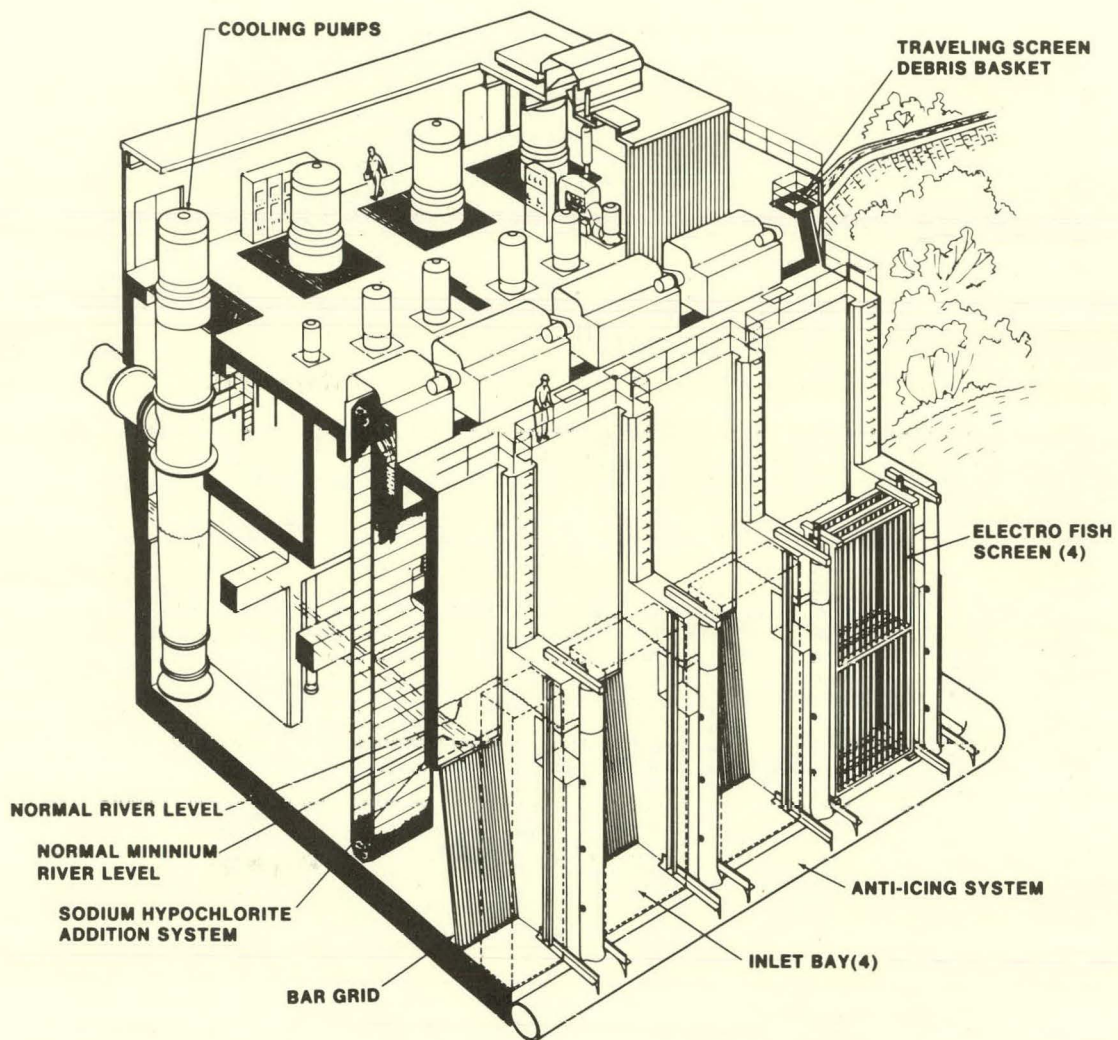 COOLING PUMPS
TRAVELING SCREEN
DEBRIS BASKET
ELECTRO FISH
SCREEN (4)
NORMAL RIVER LEVEL
NORMAL MININIUM
RIVER LEVEL
SODIUM HYPOCHLORITE
ADDITION SYSTEM
ANTI-ICING SYSTEM
INLET BAY(4)
BAR GRID